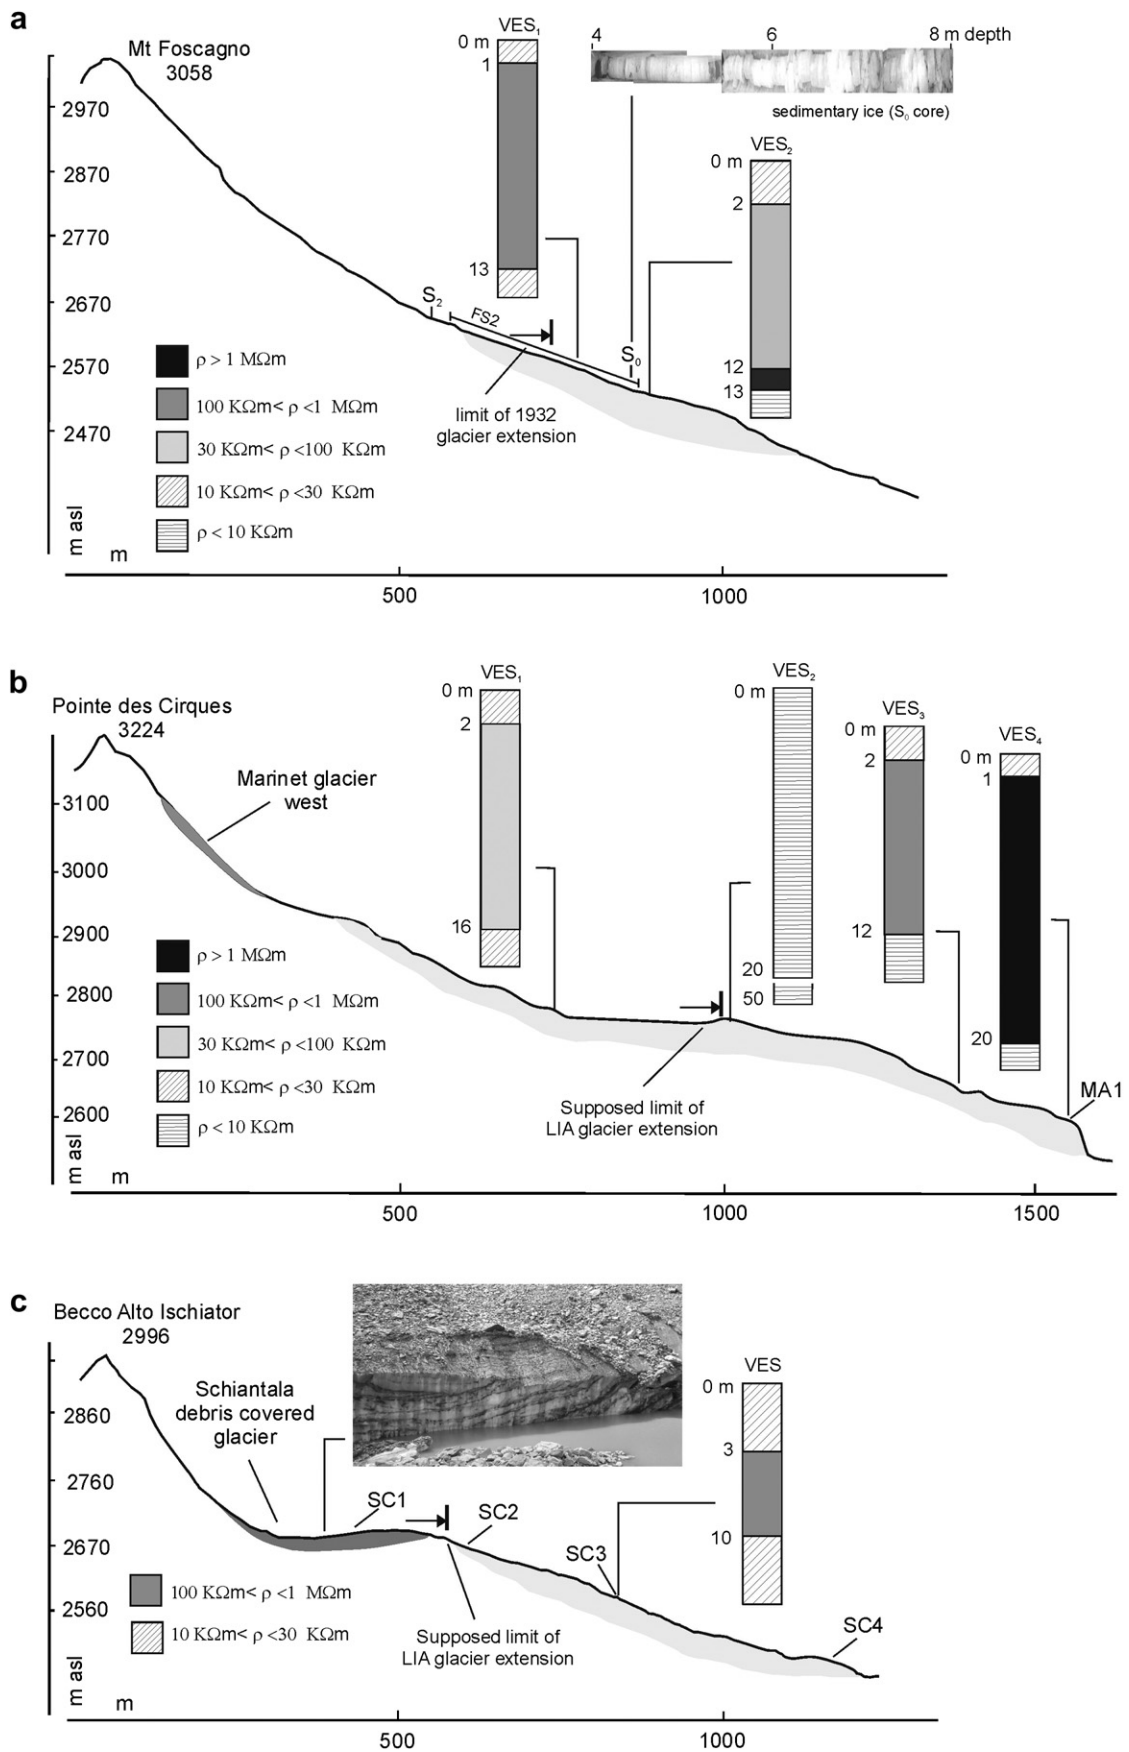 a
Mt Foscagno
3058
2970
2870
2770
2670
2570
2470
m asl
m
500
1000
VES₁
0 m
1
13
4
6
8 m depth
sedimentary ice (S₀ core)
VES₂
0 m
2
12
13
S₂
FS2
S₀
limit of 1932
glacier extension
ρ > 1 MΩm
100 KΩm< ρ <1 MΩm
30 KΩm< ρ <100 KΩm
10 KΩm< ρ <30 KΩm
ρ < 10 KΩm
b
Pointe des Cirques
3224
3100
3000
2900
2800
2700
2600
m asl
m
500
1000
1500
Marinet glacier
west
VES₁
0 m
2
16
VES₂
0 m
20
50
VES₃
0 m
2
12
VES₄
0 m
1
20
MA1
Supposed limit of
LIA glacier extension
ρ > 1 MΩm
100 KΩm< ρ <1 MΩm
30 KΩm< ρ <100 KΩm
10 KΩm< ρ <30 KΩm
ρ < 10 KΩm
c
Becco Alto Ischiator
2996
2860
2760
2670
2560
m asl
m
500
1000
Schiantala
debris covered
glacier
SC1
SC2
SC3
SC4
VES
0 m
3
10
Supposed limit of
LIA glacier extension
100 KΩm< ρ <1 MΩm
10 KΩm< ρ <30 KΩm